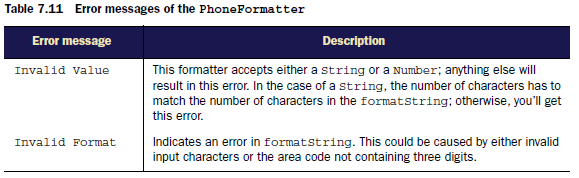 Table 7.11 Error messages of the PhoneFormatter
Error message Description
Invalid Value This formatter accepts either a String or a Number; anything else will
result in this error. In the case of a String, the number of characters has to
match the number of characters in the formatString; otherwise, you'll get
this error.
Invalid Format Indicates an error in formatString. This could be caused by either invalid
input characters or the area code not containing three digits.